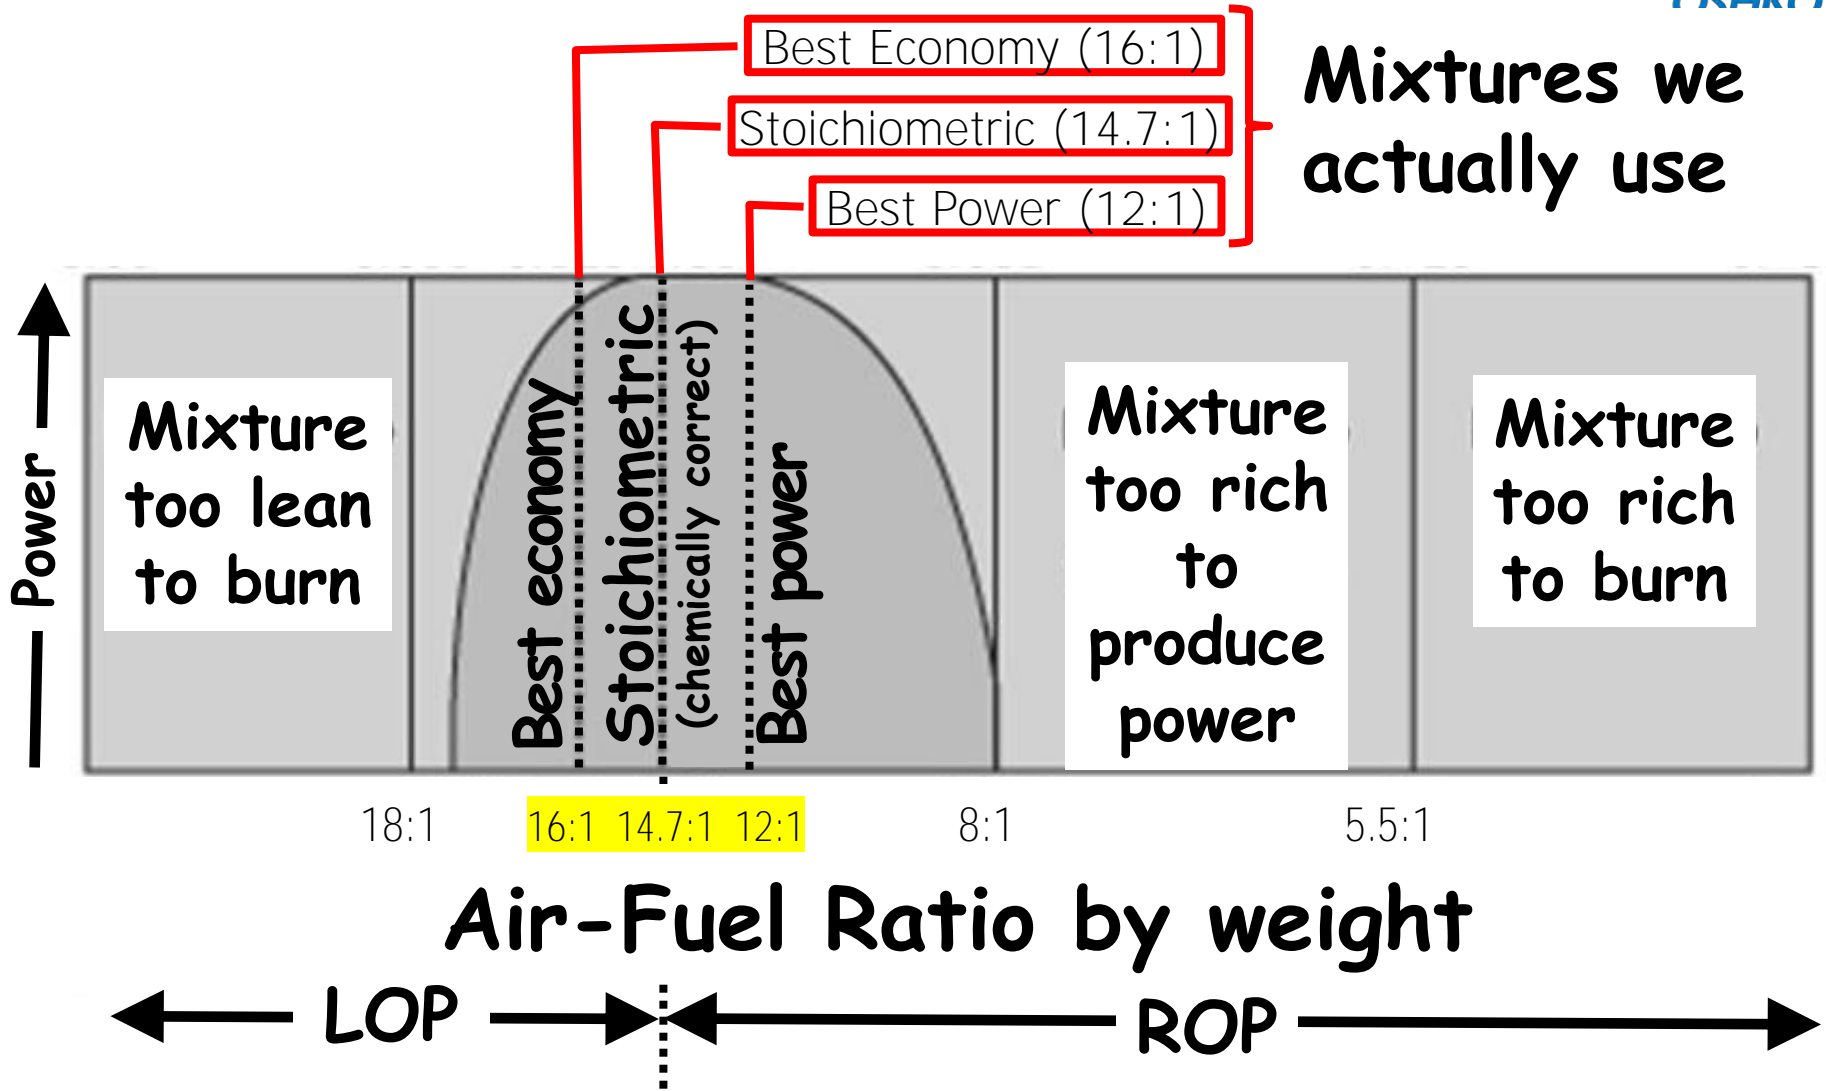 Best Economy (16:1)
Stoichiometric (14.7:1)
Best Power (12:1)
Mixtures we
actually use
Power
Mixture
too lean
to burn
Best economy
Stoichiometric
(chemically correct)
Best power
Mixture
too rich
to
produce
power
Mixture
too rich
to burn
18:1
16:1
14.7:1
12:1
8:1
5.5:1
Air-Fuel Ratio by weight
LOP
ROP